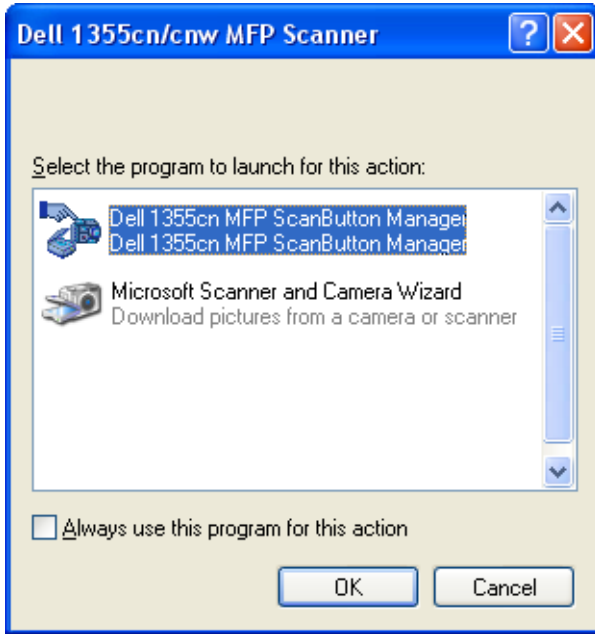 Dell 1355cn/cnw MFP Scanner
Select the program to launch for this action:
Dell 1355cn MFP ScanButton Manager
Dell 1355cn MFP ScanButton Manager
Microsoft Scanner and Camera Wizard
Download pictures from a camera or scanner
Always use this program for this action
OK
Cancel